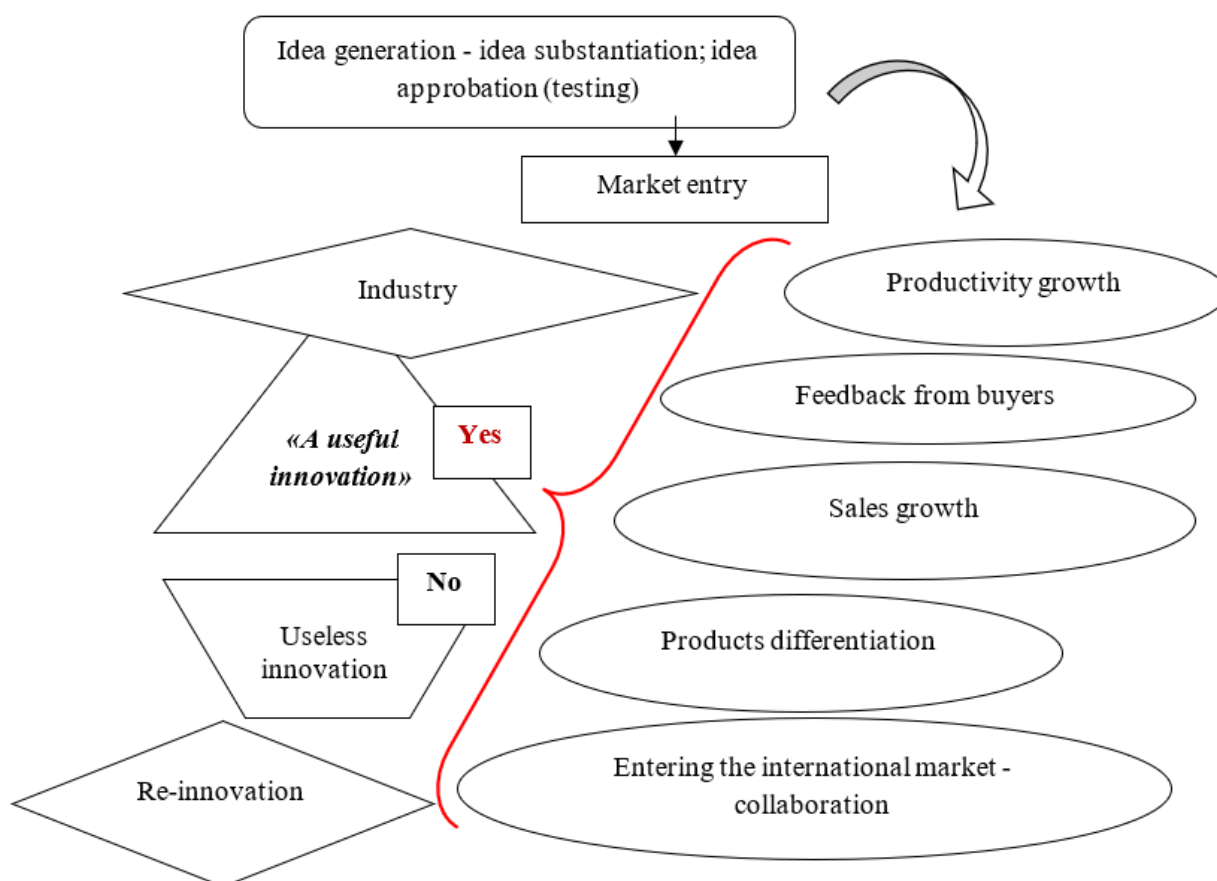 Idea generation - idea substantiation; idea
approbation (testing)
Market entry
Industry
«A useful
innovation»
Yes
No
Useless
innovation
Re-innovation
Productivity growth
Feedback from buyers
Sales growth
Products differentiation
Entering the international market -
collaboration